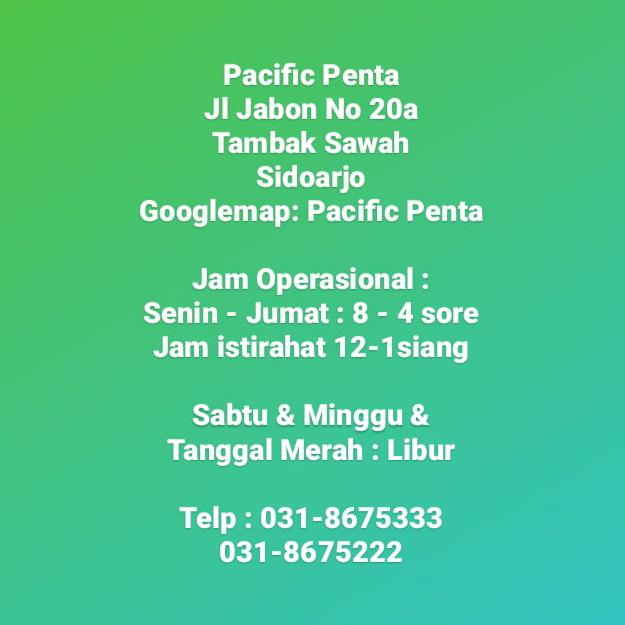 Pacific Penta
Jl Jabon No 20a
Tambak Sawah
Sidoarjo
Googlemap: Pacific Penta
Jam Operasional :
Senin - Jumat : 8 - 4 sore
Jam istirahat 12-1siang
Sabtu & Minggu &
Tanggal Merah : Libur
Telp : 031-8675333
031-8675222